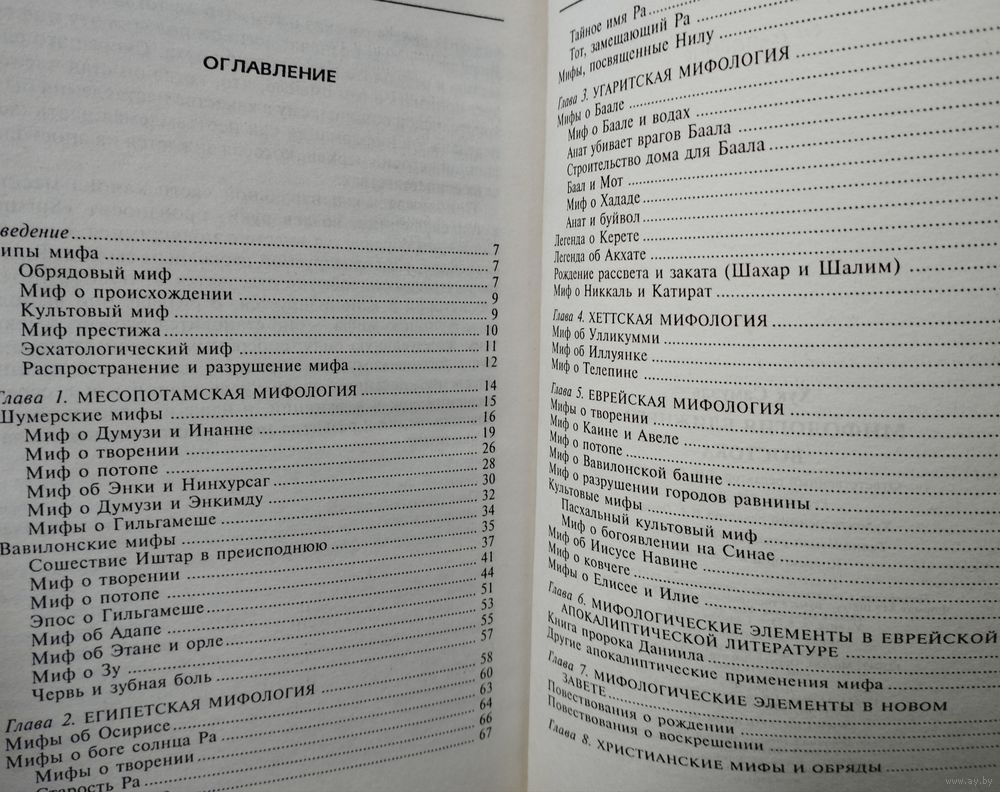 ОГЛАВЛЕНИЕ
ведение ..... 7
ипы мифа ..... 7
Обрядовый миф ..... 7
Миф о происхождении ..... 9
Культовый миф ..... 9
Миф престижа ..... 10
Эсхатологический миф ..... 11
Распространение и разрушение мифа ..... 12
Глава 1. МЕСОПОТАМСКАЯ МИФОЛОГИЯ ..... 14
Шумерские мифы ..... 15
Миф о Думузи и Инанне ..... 16
Миф о творении ..... 19
Миф о потопе ..... 26
Миф об Энки и Нинхурсаг ..... 28
Миф о Думузи и Энкимду ..... 30
Мифы о Гильгамеше ..... 32
Вавилонские мифы ..... 34
Сошествие Иштар в преисподнюю ..... 35
Миф о творении ..... 37
Миф о потопе ..... 41
Эпос о Гильгамеше ..... 44
Миф об Адапе ..... 51
Миф об Этане и орле ..... 53
Миф о Зу ..... 55
Червь и зубная боль ..... 57
Глава 2. ЕГИПЕТСКАЯ МИФОЛОГИЯ ..... 58
Мифы об Осирисе ..... 60
Мифы о боге солнца Ра ..... 63
Мифы о творении ..... 64
Старость Ра ..... 66
67
Тайное имя Ра
Тот, замещающий Ра
Мифы, посвященные Нилу
Глава 3. УГАРИТСКАЯ МИФОЛОГИЯ
Мифы о Баале
Миф о Баале и водах
Анат убивает врагов Баала
Строительство дома для Баала
Баал и Мот
Миф о Хададе
Анат и буйвол
Легенда о Керете
Легенда об Акхате
Рождение рассвета и заката (Шахар и Шалим)
Миф о Никкаль и Катират
Глава 4. ХЕТТСКАЯ МИФОЛОГИЯ
Миф об Улликумми
Миф об Иллуянке
Миф о Телепине
Глава 5. ЕВРЕЙСКАЯ МИФОЛОГИЯ
Мифы о творении
Миф о Каине и Авеле
Миф о потопе
Миф о Вавилонской башне
Миф о разрушении городов равнины
Культовые мифы
Пасхальный культовый миф
Миф о богоявлении на Синае
Миф об Иисусе Навине
Миф о ковчеге
Мифы о Елисее и Илие
Глава 6. МИФОЛОГИЧЕСКИЕ ЭЛЕМЕНТЫ В ЕВРЕЙСКОЙ
АПОКАЛИПТИЧЕСКОЙ ЛИТЕРАТУРЕ
Книга пророка Даниила
Другие апокалиптические применения мифа
Глава 7. МИФОЛОГИЧЕСКИЕ ЭЛЕМЕНТЫ В НОВОМ
ЗАВЕТЕ
Повествования о рождении
Повествования о воскрешении
Глава 8. ХРИСТИАНСКИЕ МИФЫ И ОБРЯДЫ
www.ay.by